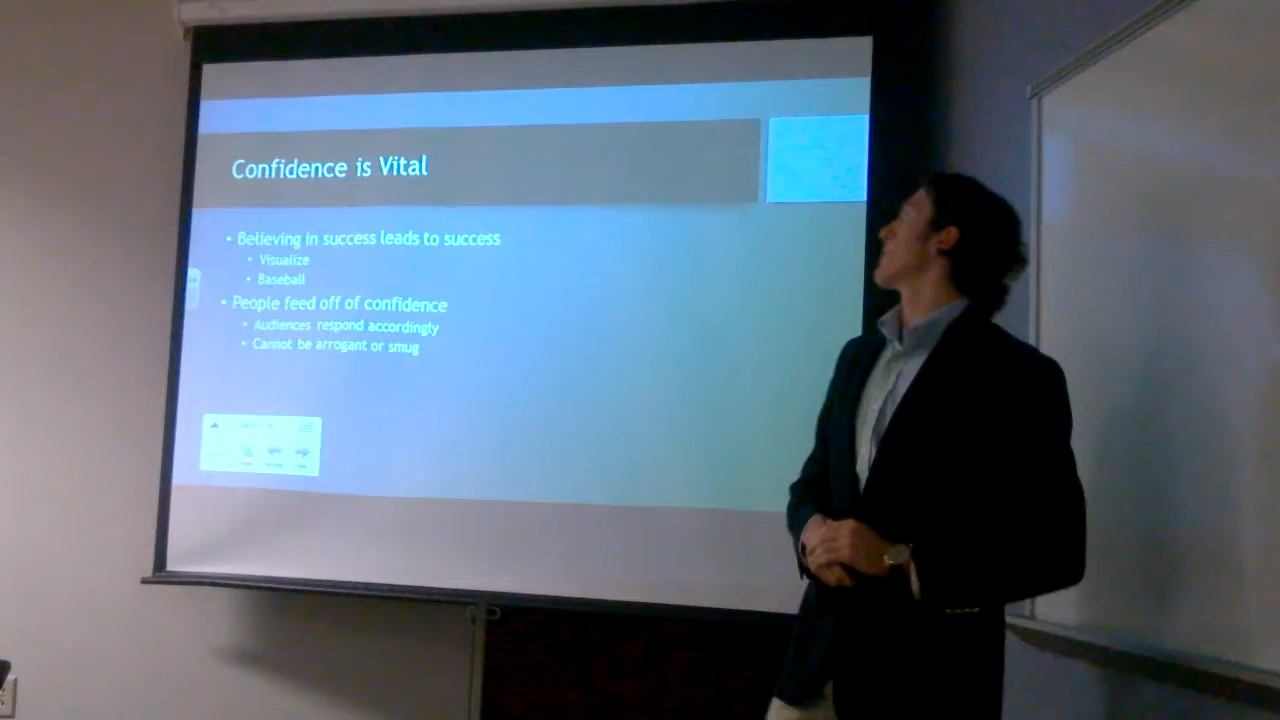 Confidence is Vital
• Believing in success leads to success
• Visualize
• Baseball
• People feed off of confidence
• Audiences respond accordingly
• Cannot be arrogant or smug